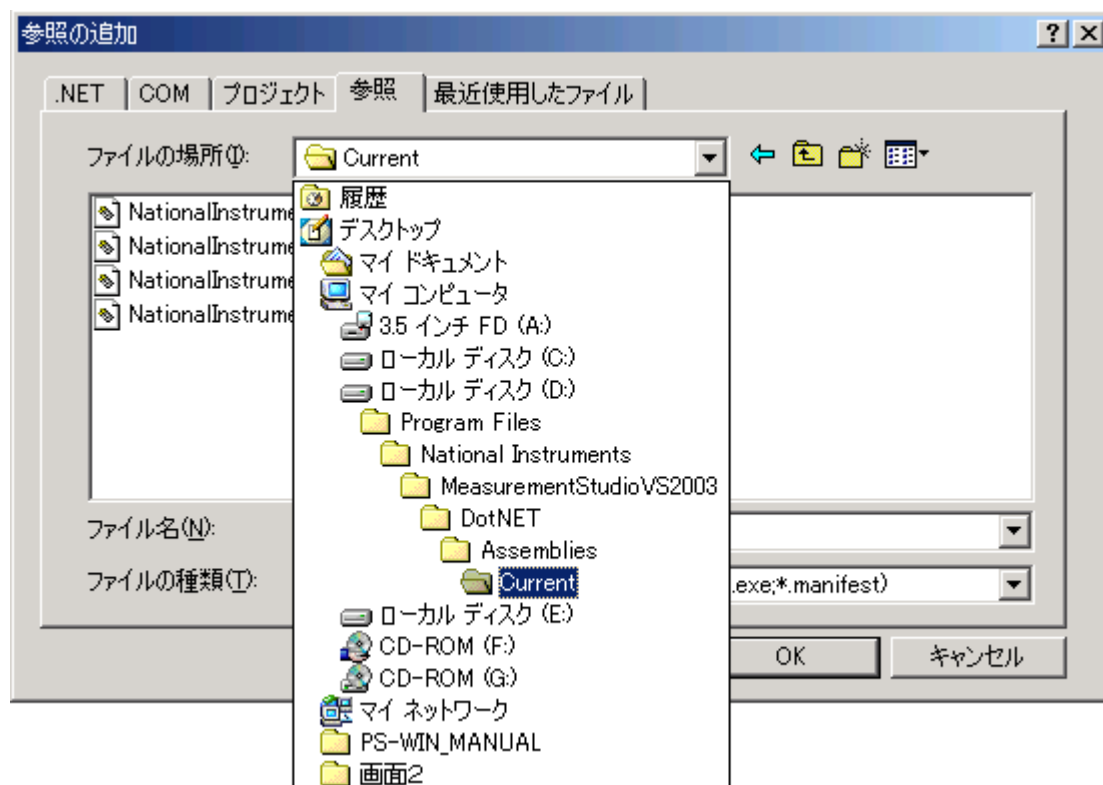 参照の追加
.NET COM プロジェクト 参照 最近使用したファイル
ファイルの場所(I): Current
NationalInstrume
NationalInstrume
NationalInstrume
NationalInstrume
履歴
デスクトップ
マイ ドキュメント
マイ コンピュータ
3.5 インチ FD (A:)
ローカル ディスク (C:)
ローカル ディスク (D:)
Program Files
National Instruments
MeasurementStudioVS2003
DotNET
Assemblies
Current
ローカル ディスク (E:)
CD-ROM (F:)
CD-ROM (G:)
マイ ネットワーク
PS-WIN_MANUAL
画面2
ファイル名(N):
ファイルの種類(T): .exe;*.manifest)
OK キャンセル